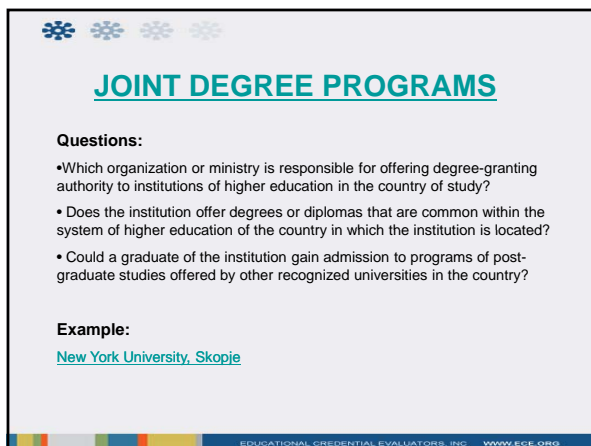 JOINT DEGREE PROGRAMS
Questions:
•Which organization or ministry is responsible for offering degree-granting
authority to institutions of higher education in the country of study?
• Does the institution offer degrees or diplomas that are common within the
system of higher education of the country in which the institution is located?
• Could a graduate of the institution gain admission to programs of post-
graduate studies offered by other recognized universities in the country?
Example:
New York University, Skopje
EDUCATIONAL CREDENTIAL EVALUATORS, INC WWW.ECE.ORG